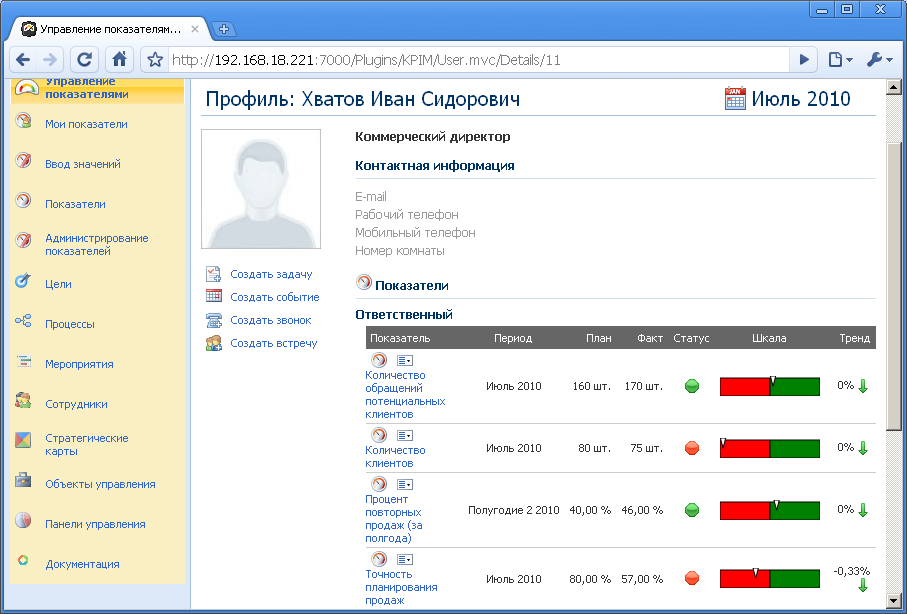 Управление показателям...
http://192.168.18.221:7000/Plugins/KPIM/User.mvc/Details/11
Управление
показателями
Мои показатели
Ввод значений
Показатели
Администрирование
показателей
Цели
Процессы
Мероприятия
Сотрудники
Стратегические
карты
Объекты управления
Панели управления
Документация
Профиль: Хватов Иван Сидорович
JAN
Июль 2010
Создать задачу
Создать событие
Создать звонок
Создать встречу
Коммерческий директор
Контактная информация
E-mail
Рабочий телефон
Мобильный телефон
Номер комнаты
Показатели
Ответственный
Показатель Период План Факт Статус Шкала Тренд
Количество
обращений
потенциальных
клиентов
Июль 2010 160 шт. 170 шт. 0%
Количество
клиентов
Июль 2010 80 шт. 75 шт. 0%
Процент
повторных
продаж (за
полгода)
Полугодие 2 2010 40,00 % 46,00 % 0%
Точность
планирования
продаж
Июль 2010 80,00 % 57,00 % -0,33%